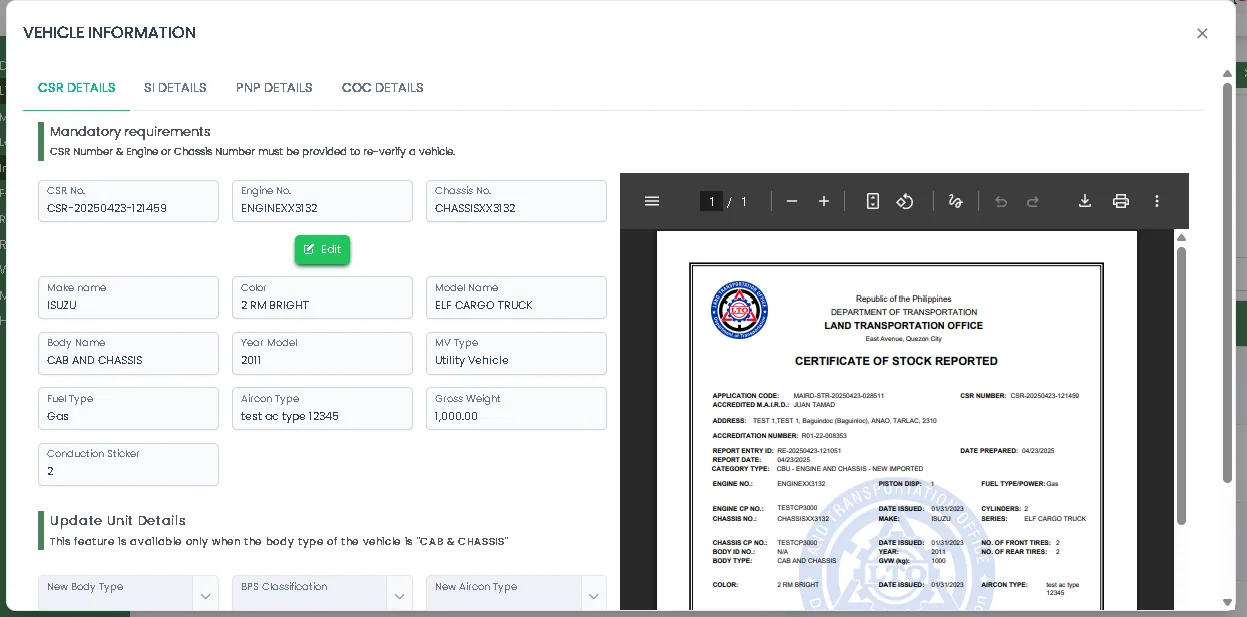 VEHICLE INFORMATION
CSR DETAILS SI DETAILS PNP DETAILS COC DETAILS
Mandatory requirements
CSR Number & Engine or Chassis Number must be provided to re-verify a vehicle.
CSR No. Engine No. Chassis No.
CSR-20250423-121459 ENGINEXX3132 CHASSISXX3132
Edit
Make name Color Model Name
ISUZU 2 RM BRIGHT ELF CARGO TRUCK
Body Name Year Model MV Type
CAB AND CHASSIS 2011 Utility Vehicle
Fuel Type Aircon Type Gross Weight
Gas test ac type 12345 1,000.00
Conduction Sticker
2
Update Unit Details
This feature is available only when the body type of the vehicle is "CAB & CHASSIS"
New Body Type BPS Classification New Aircon Type
1 / 1
Republic of the Philippines
DEPARTMENT OF TRANSPORTATION
LAND TRANSPORTATION OFFICE
East Avenue, Quezon City
CERTIFICATE OF STOCK REPORTED
APPLICATION CODE: MAIRD-STR-20250423-028511 CSR NUMBER: CSR-20250423-121459
ACCREDITED M.A.I.R.D.: JUAN TAMAD
ADDRESS: TEST 1,TEST 1, Baguindoc (Baguinloc), ANAO, TARLAC, 2310
ACCREDITATION NUMBER: R01-22-008353
REPORT ENTRY ID: RE-20250423-121051 DATE PREPARED: 04/23/2025
REPORT DATE: 04/23/2025
CATEGORY TYPE: CBU - ENGINE AND CHASSIS - NEW IMPORTED
ENGINE NO.: ENGINEXX3132 PISTON DISP: 1 FUEL TYPE/POWER: Gas
ENGINE CP NO.: TESTCP3000 DATE ISSUED: 01/31/2023 CYLINDERS: 2
CHASSIS NO.: CHASSISXX3132 MAKE: ISUZU SERIES: ELF CARGO TRUCK
CHASSIS CP NO.: TESTCP3000 DATE ISSUED: 01/31/2023 NO. OF FRONT TIRES: 2
BODY ID NO.: N/A YEAR: 2011 NO. OF REAR TIRES: 2
BODY TYPE: CAB AND CHASSIS GVW (kg): 1000
COLOR: 2 RM BRIGHT DATE ISSUED: 01/31/2023 AIRCON TYPE: test ac type
12345
LTO